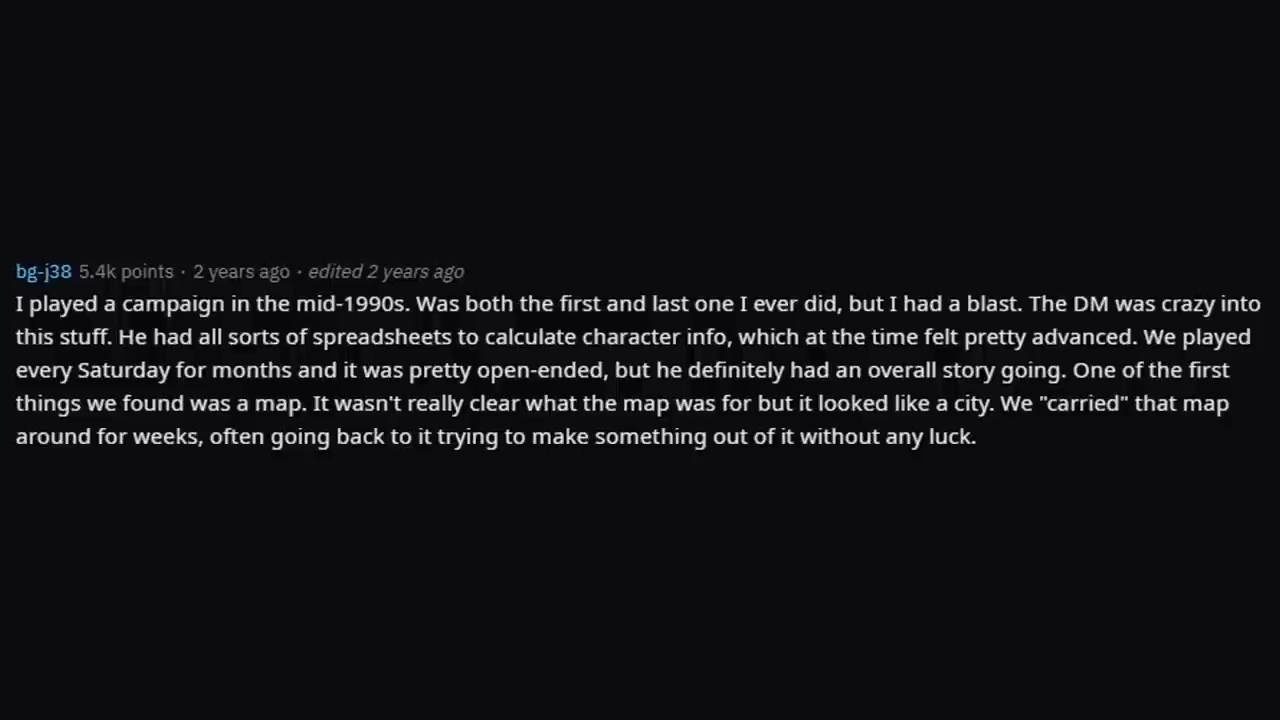 bg-j38 5.4k points · 2 years ago · edited 2 years ago
I played a campaign in the mid-1990s. Was both the first and last one I ever did, but I had a blast. The DM was crazy into
this stuff. He had all sorts of spreadsheets to calculate character info, which at the time felt pretty advanced. We played
every Saturday for months and it was pretty open-ended, but he definitely had an overall story going. One of the first
things we found was a map. It wasn't really clear what the map was for but it looked like a city. We "carried" that map
around for weeks, often going back to it trying to make something out of it without any luck.